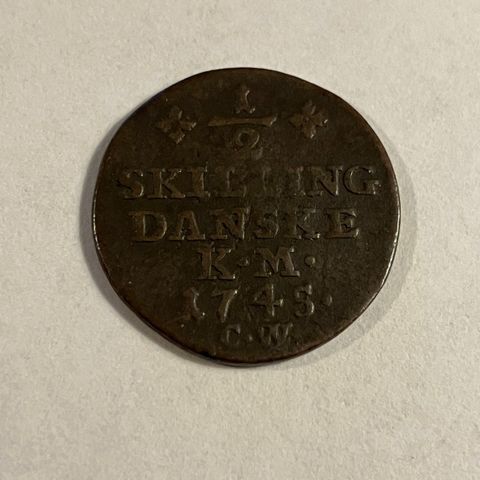 1/2
SKILLING
DANSKE
K·M·
1745·
C·W